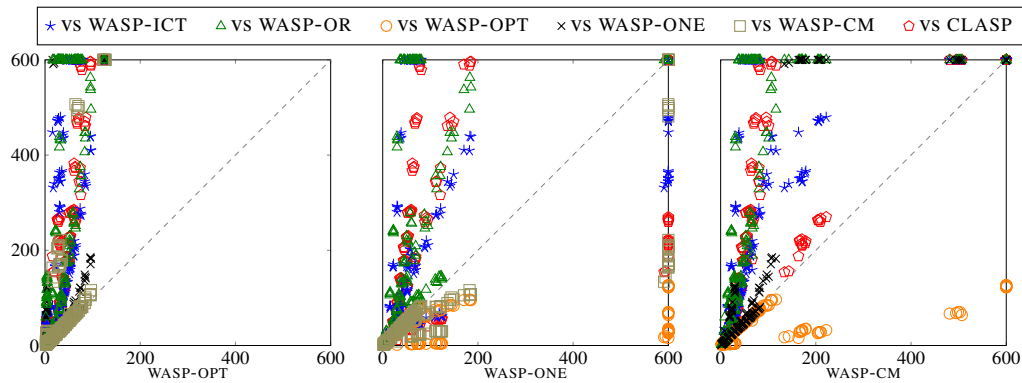 vs WASP-ICT vs WASP-OR vs WASP-OPT vs WASP-ONE vs WASP-CM vs CLASP
600
400
200
0
0 200 400 600
WASP-OPT
0 200 400 600
WASP-ONE
0 200 400 600
WASP-CM